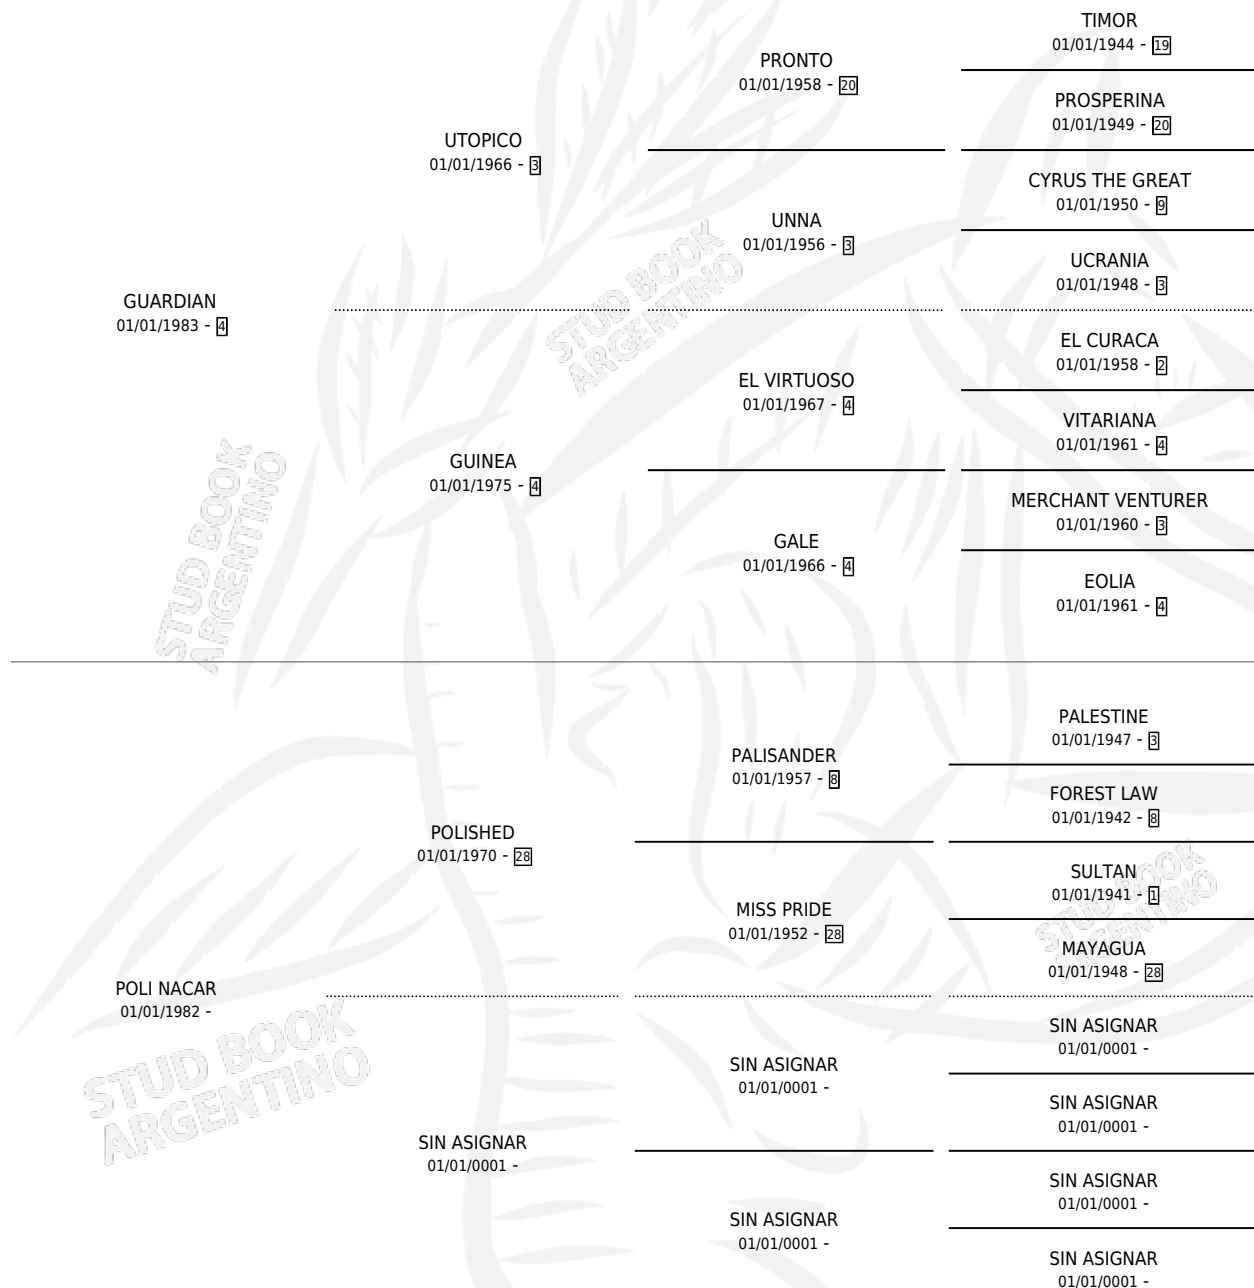 TIMOR
01/01/1944 - 19
PRONTO
01/01/1958 - 20
PROSPERINA
01/01/1949 - 20
UTOPICO
01/01/1966 - 3
CYRUS THE GREAT
01/01/1950 - 9
UNNA
01/01/1956 - 3
UCRANIA
01/01/1948 - 3
GUARDIAN
01/01/1983 - 4
EL CURACA
01/01/1958 - 2
EL VIRTUOSO
01/01/1967 - 4
VITARIANA
01/01/1961 - 4
GUINEA
01/01/1975 - 4
MERCHANT VENTURER
01/01/1960 - 3
GALE
01/01/1966 - 4
EOLIA
01/01/1961 - 4
PALESTINE
01/01/1947 - 3
PALISANDER
01/01/1957 - 8
FOREST LAW
01/01/1942 - 8
POLISHED
01/01/1970 - 28
SULTAN
01/01/1941 - 1
MISS PRIDE
01/01/1952 - 28
MAYAGUA
01/01/1948 - 28
POLI NACAR
01/01/1982 -
SIN ASIGNAR
01/01/0001 -
SIN ASIGNAR
01/01/0001 -
SIN ASIGNAR
01/01/0001 -
SIN ASIGNAR
01/01/0001 -
SIN ASIGNAR
01/01/0001 -
SIN ASIGNAR
01/01/0001 -
SIN ASIGNAR
01/01/0001 -
STUD BOOK
ARGENTINO
STUD BOOK
ARGENTINO
STUD BOOK
ARGENTINO
STUD BOOK
ARGENTINO